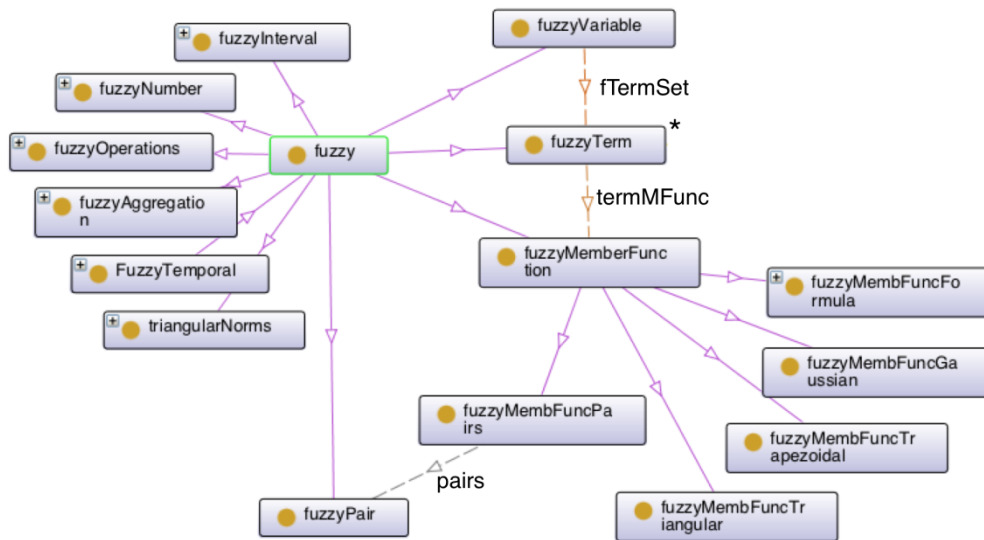 fuzzyVariable
fuzzyInterval
fTermSet
fuzzyNumber
*
fuzzyTerm
fuzzyOperations
fuzzy
termMFunc
fuzzyAggregatio
n
fuzzyMemberFunc
tion
FuzzyTemporal
fuzzyMembFuncFo
rmula
triangularNorms
fuzzyMembFuncGa
ussian
fuzzyMembFuncPa
irs
fuzzyMembFuncTr
apezoidal
pairs
fuzzyPair
fuzzyMembFuncTr
iangular